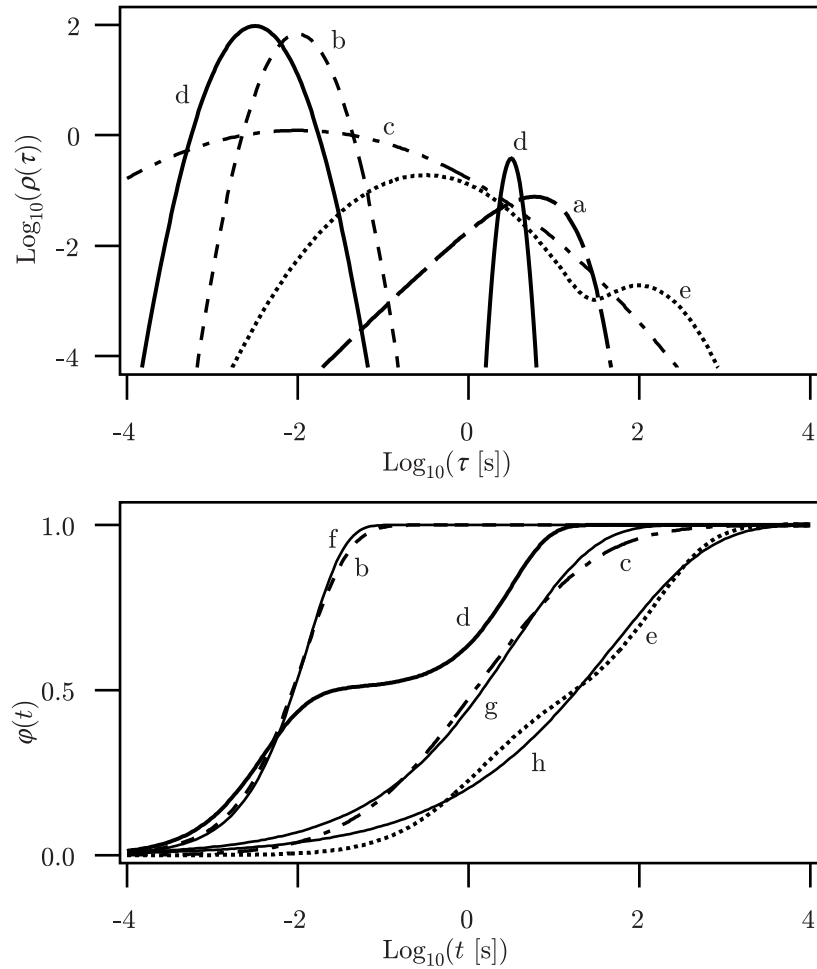 2
0
-2
-4
Log₁₀(ρ(τ))
d
b
c
d
a
e
-4
-2
0
2
4
Log₁₀(τ [s])
1.0
0.5
0.0
φ(t)
f
b
d
c
e
g
h
-4
-2
0
2
4
Log₁₀(t [s])